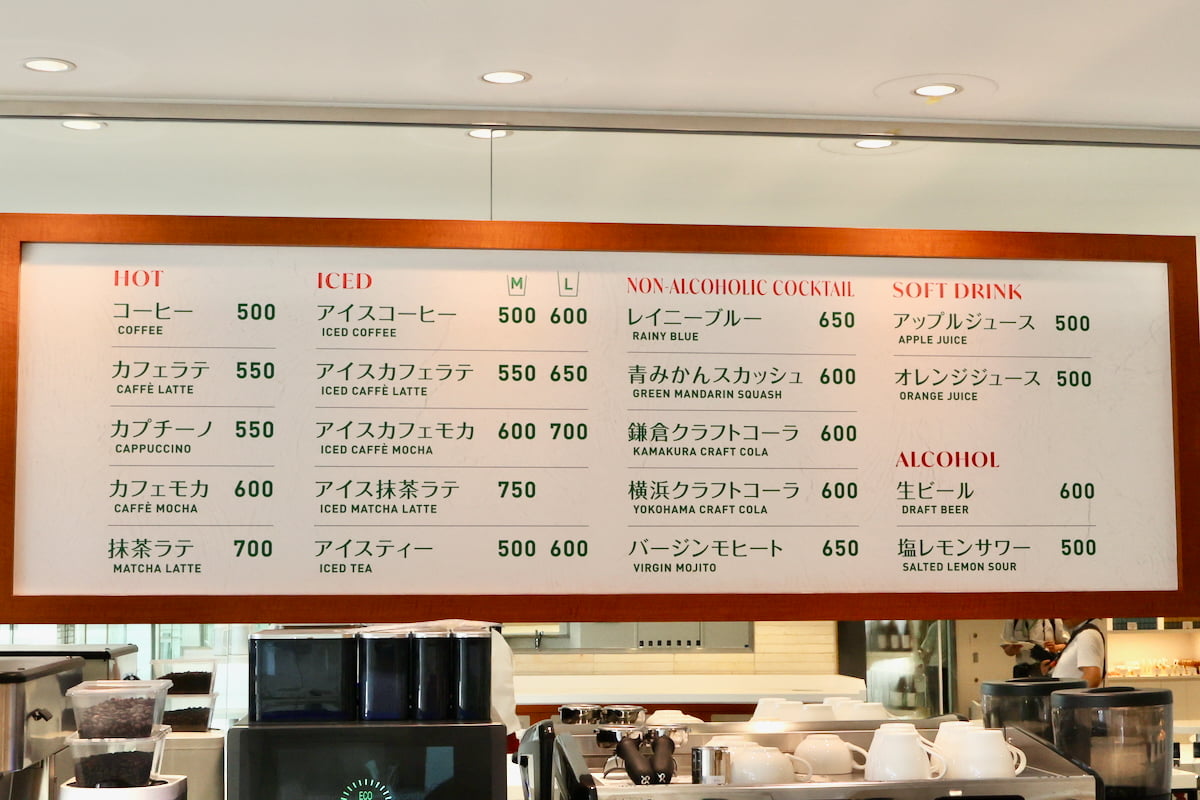 HOT
コーヒー 500
COFFEE
カフェラテ 550
CAFFÈ LATTE
カプチーノ 550
CAPPUCCINO
カフェモカ 600
CAFFÈ MOCHA
抹茶ラテ 700
MATCHA LATTE
ICED M L
アイスコーヒー 500 600
ICED COFFEE
アイスカフェラテ 550 650
ICED CAFFÈ LATTE
アイスカフェモカ 600 700
ICED CAFFÈ MOCHA
アイス抹茶ラテ 750
ICED MATCHA LATTE
アイスティー 500 600
ICED TEA
NON-ALCOHOLIC COCKTAIL
レイニーブルー 650
RAINY BLUE
青みかんスカッシュ 600
GREEN MANDARIN SQUASH
鎌倉クラフトコーラ 600
KAMAKURA CRAFT COLA
横浜クラフトコーラ 600
YOKOHAMA CRAFT COLA
バージンモヒート 650
VIRGIN MOJITO
SOFT DRINK
アップルジュース 500
APPLE JUICE
オレンジジュース 500
ORANGE JUICE
ALCOHOL
生ビール 600
DRAFT BEER
塩レモンサワー 500
SALTED LEMON SOUR
ECO